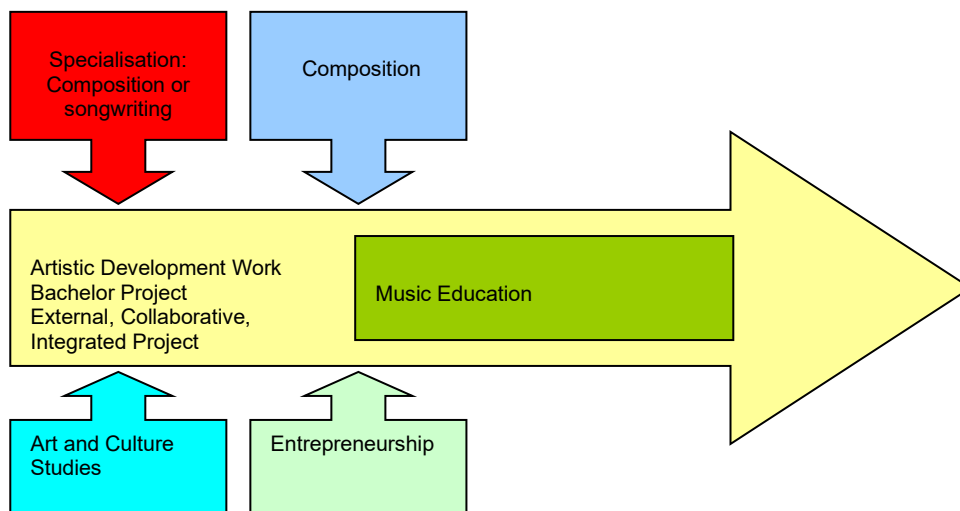 Specialisation:
Composition or
songwriting
Composition
Artistic Development Work
Bachelor Project
External, Collaborative,
Integrated Project
Music Education
Art and Culture
Studies
Entrepreneurship